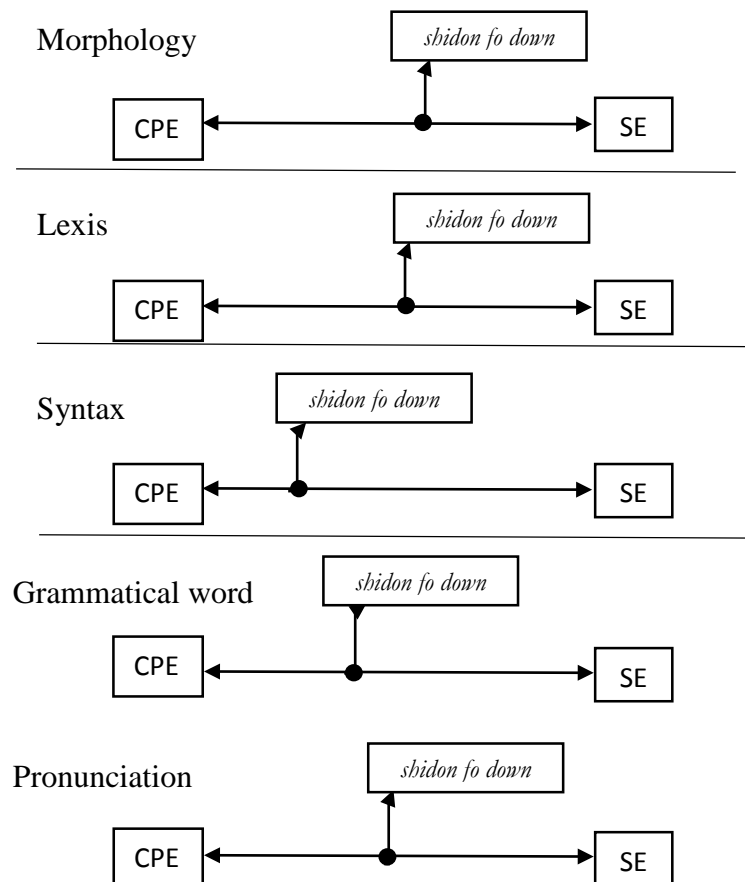 Morphology
shidon fo down
CPE
SE
Lexis
shidon fo down
CPE
SE
Syntax
shidon fo down
CPE
SE
Grammatical word
shidon fo down
CPE
SE
Pronunciation
shidon fo down
CPE
SE